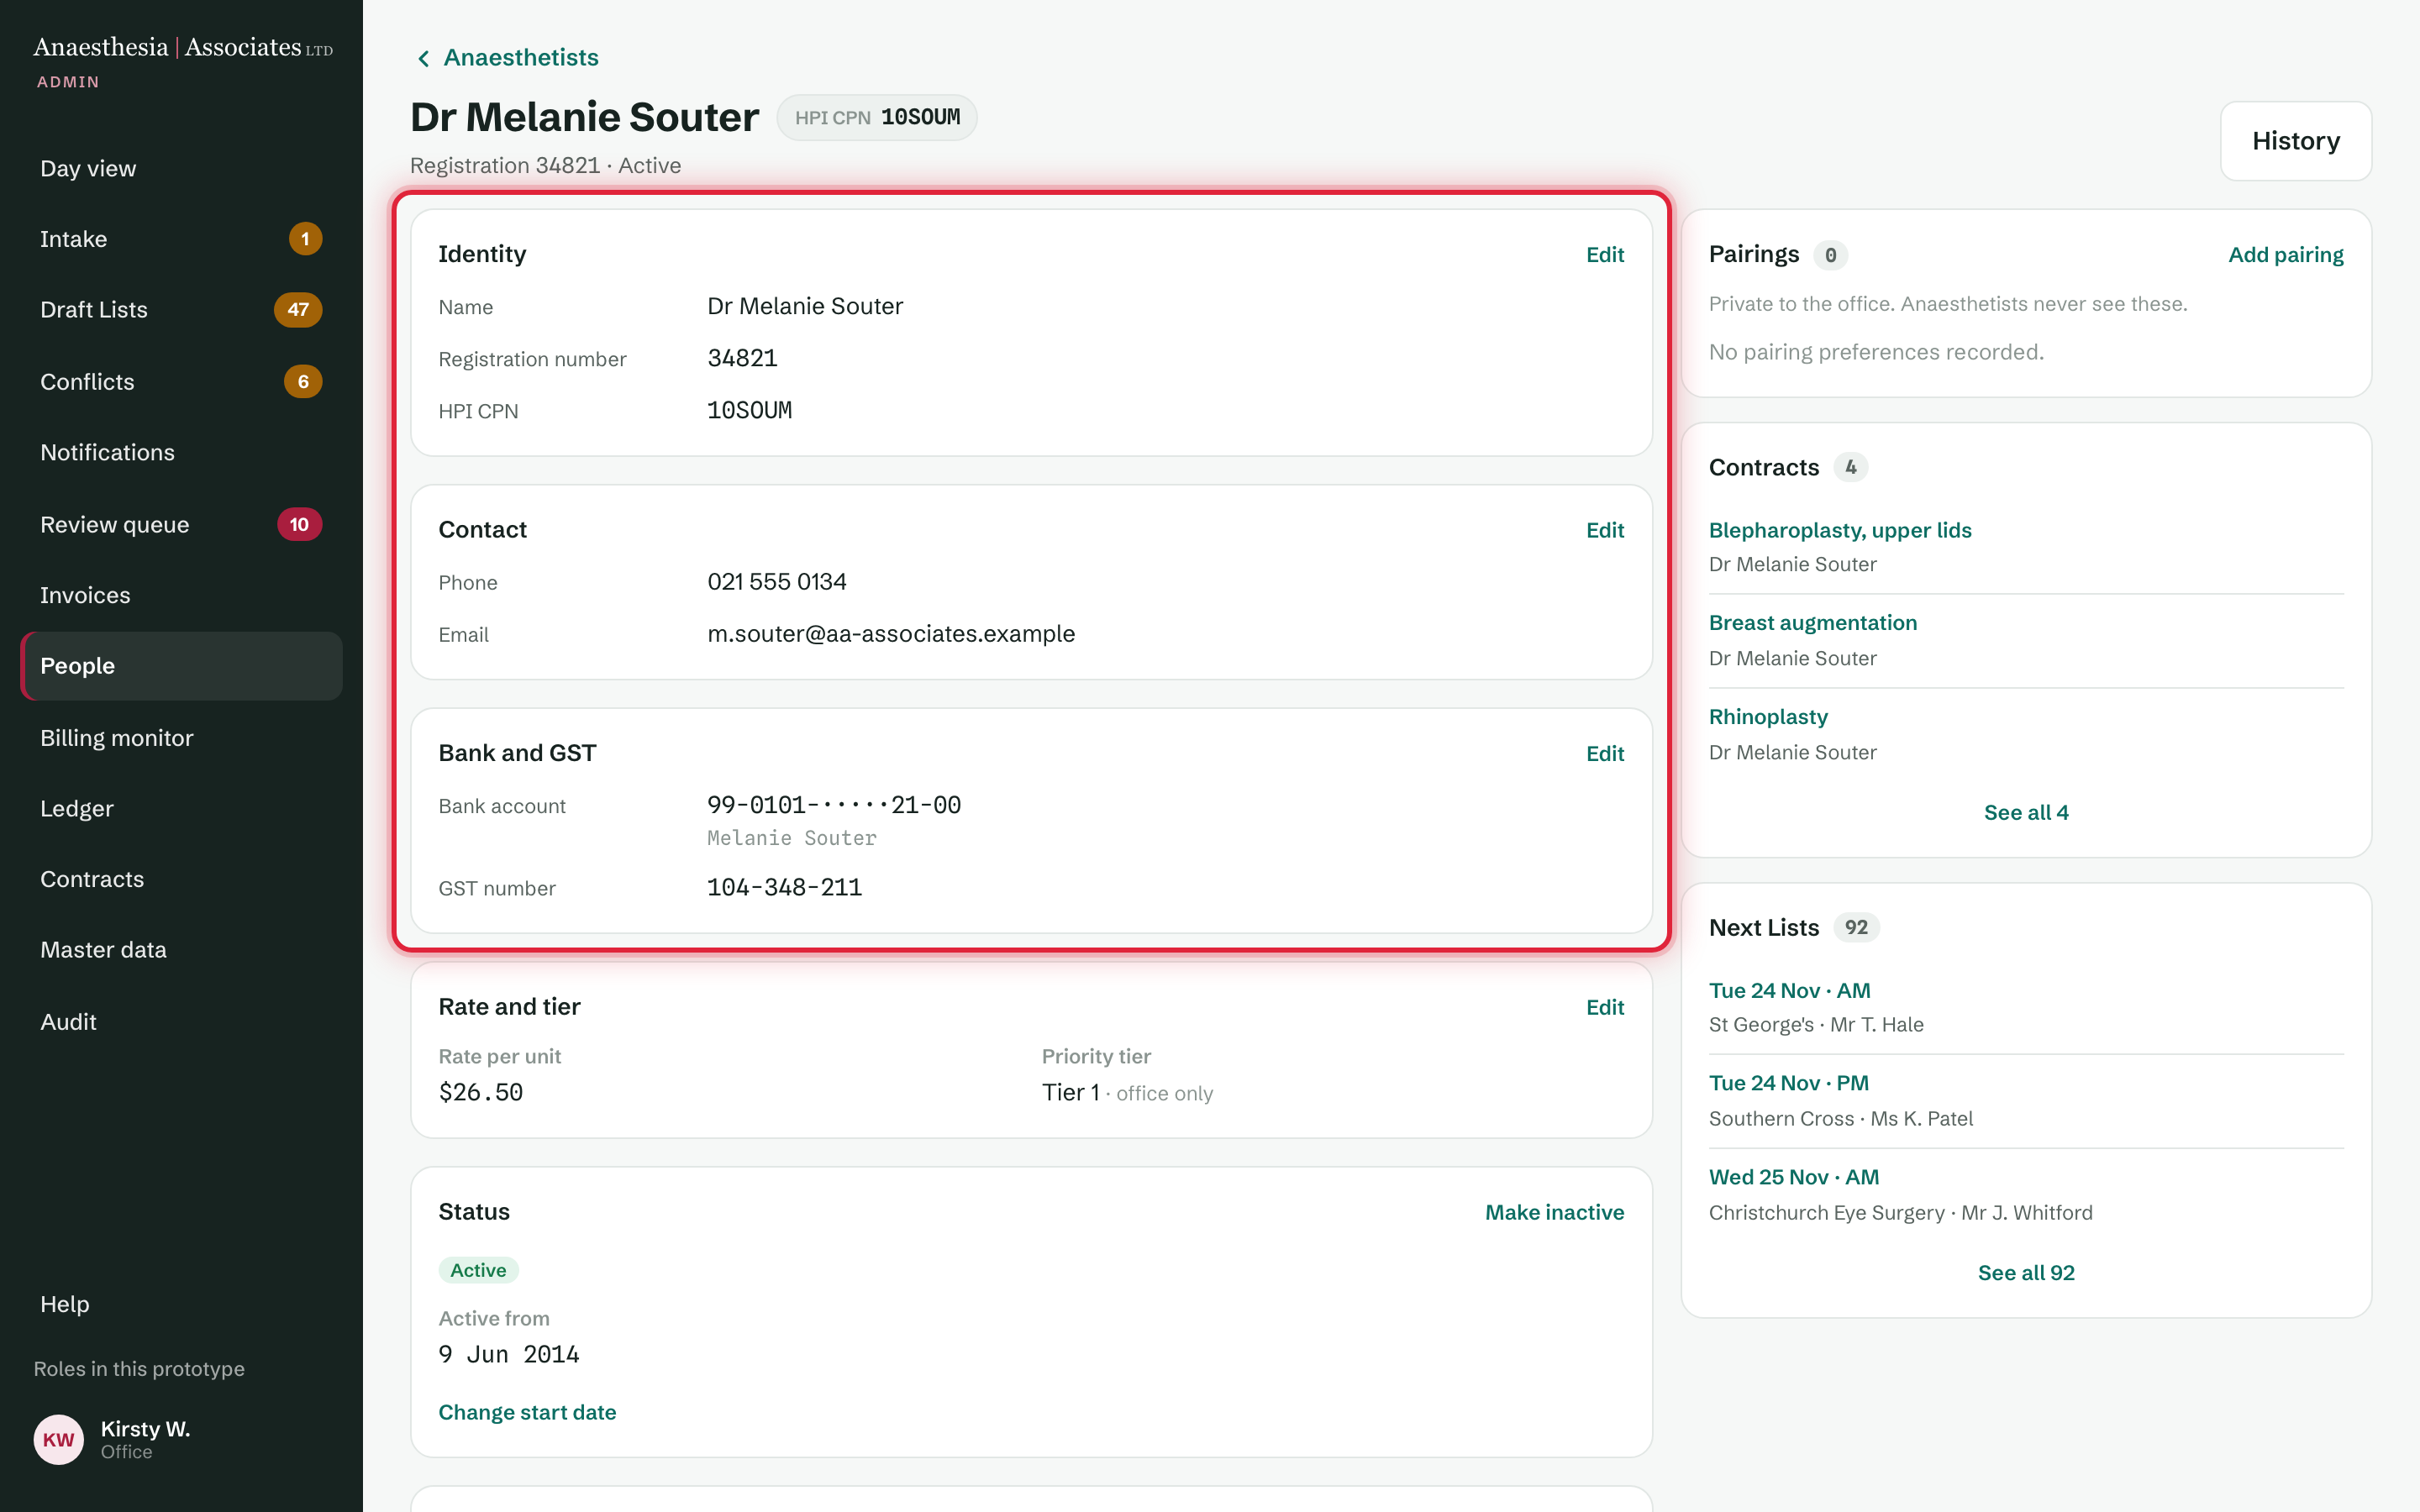 Anaesthesia | Associates LTD
ADMIN
Day view
Intake 1
Draft Lists 47
Conflicts 6
Notifications
Review queue 10
Invoices
People
Billing monitor
Ledger
Contracts
Master data
Audit
Help
Roles in this prototype
KW
Kirsty W.
Office
Anaesthetists
Dr Melanie Souter HPI CPN 10SOUM
Registration 34821 · Active
History
Identity Edit
Name Dr Melanie Souter
Registration number 34821
HPI CPN 10SOUM
Contact Edit
Phone 021 555 0134
Email m.souter@aa-associates.example
Bank and GST Edit
Bank account 99-0101-·····21-00
Melanie Souter
GST number 104-348-211
Rate and tier Edit
Rate per unit Priority tier
$26.50 Tier 1 · office only
Status Make inactive
Active
Active from
9 Jun 2014
Change start date
Pairings 0 Add pairing
Private to the office. Anaesthetists never see these.
No pairing preferences recorded.
Contracts 4
Blepharoplasty, upper lids
Dr Melanie Souter
Breast augmentation
Dr Melanie Souter
Rhinoplasty
Dr Melanie Souter
See all 4
Next Lists 92
Tue 24 Nov · AM
St George's · Mr T. Hale
Tue 24 Nov · PM
Southern Cross · Ms K. Patel
Wed 25 Nov · AM
Christchurch Eye Surgery · Mr J. Whitford
See all 92